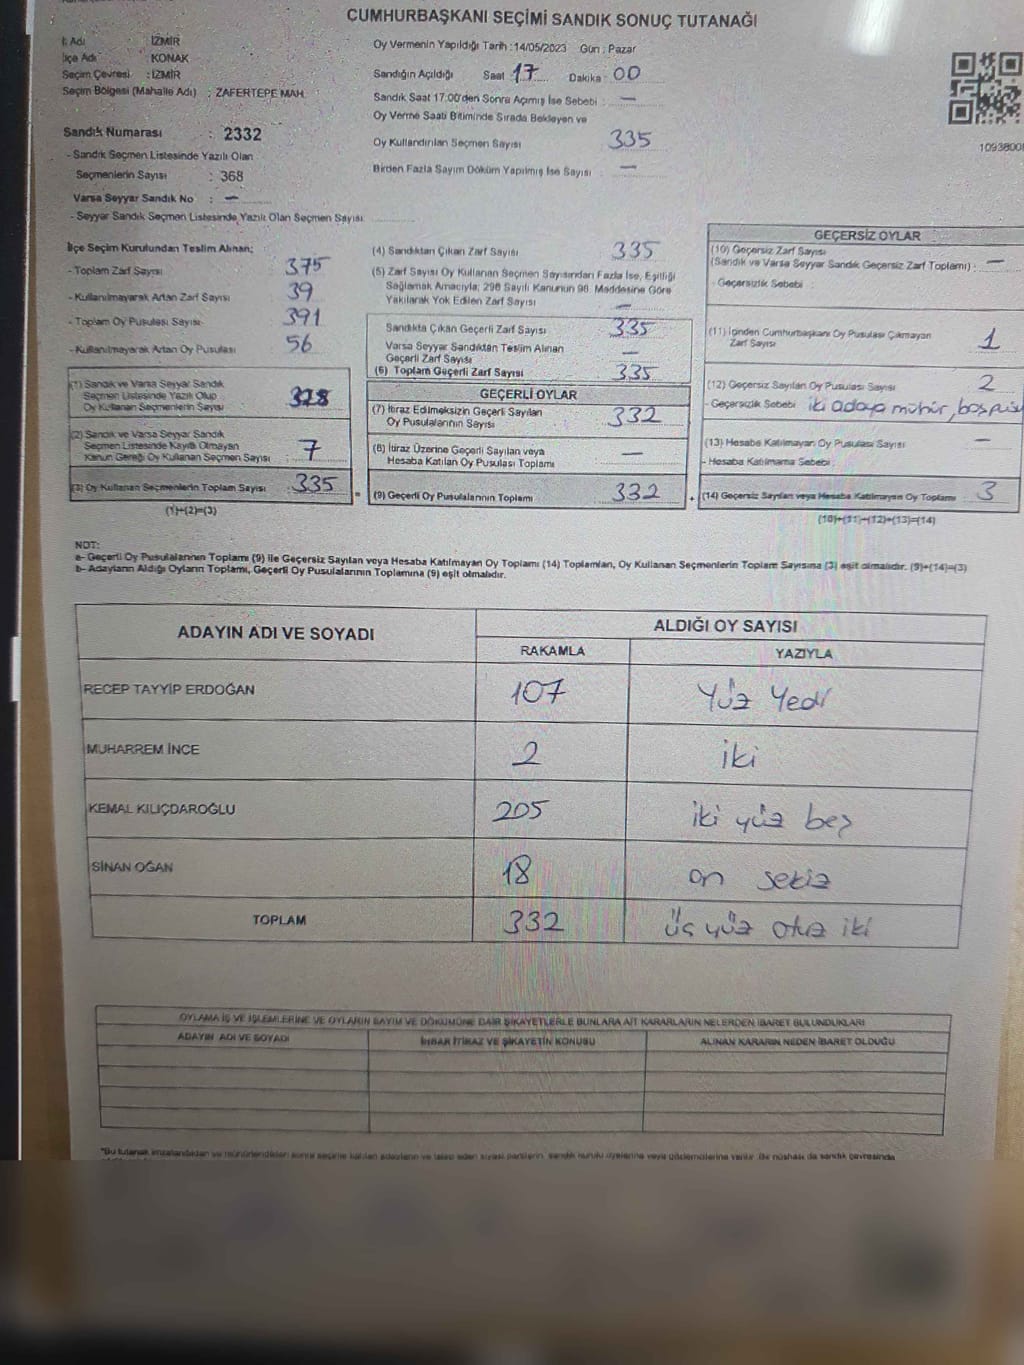 CUMHURBAŞKANI SEÇİMİ SANDIK SONUÇ TUTANAĞI
İl Adı : İZMİR
İlçe Adı : KONAK
Seçim Çevresi : İZMİR
Seçim Bölgesi (Mahalle Adı) : ZAFERTEPE MAH.
Sandık Numarası : 2332
- Sandık Seçmen Listesinde Yazılı Olan
Seçmenlerin Sayısı : 368
Varsa Seyyar Sandık No : —
- Seyyar Sandık Seçmen Listesinde Yazılı Olan Seçmen Sayısı
Oy Vermenin Yapıldığı Tarih :14/05/2023 Gün : Pazar
Sandığın Açıldığı Saat : 17 Dakika : 00
Sandık Saat 17:00'den Sonra Açımış İse Sebebi : —
Oy Verme Saati Bitiminde Sırada Bekleyen ve
Oy Kullandırılan Seçmen Sayısı 335
Birden Fazla Sayım Döküm Yapılmış İse Sayısı —
1093800
İlçe Seçim Kurulundan Teslim Alınan;
- Toplam Zarf Sayısı 375
- Kullanılmayarak Artan Zarf Sayısı 39
- Toplam Oy Pusulası Sayısı 391
- Kullanılmayarak Artan Oy Pusulası 56
(1) Sandık ve Varsa Seyyar Sandık
Seçmen Listesinde Yazılı Olup
Oy Kullanan Seçmenlerin Sayısı 328
(2) Sandık ve Varsa Seyyar Sandık
Seçmen Listesinde Kayıtlı Olmayan
Kanun Gereği Oy Kullanan Seçmen Sayısı : 7
(3) Oy Kullanan Seçmenlerin Toplam Sayısı : 335 =
(1)+(2)=(3)
(4) Sandıktan Çıkan Zarf Sayısı 335
(5) Zarf Sayısı Oy Kullanan Seçmen Sayısından Fazla İse, Eşitliği
Sağlamak Amacıyla; 298 Sayılı Kanunun 98. Maddesine Göre
Yakılarak Yok Edilen Zarf Sayısı —
Sandıkta Çıkan Geçerli Zarf Sayısı 335
Varsa Seyyar Sandıktan Teslim Alınan
Geçerli Zarf Sayısı —
(6) Toplam Geçerli Zarf Sayısı 335
GEÇERLİ OYLAR
(7) İtiraz Edilmeksizin Geçerli Sayılan
Oy Pusulalarının Sayısı 332
(8) İtiraz Üzerine Geçerli Sayılan veya
Hesaba Katılan Oy Pusulası Toplamı —
(9) Geçerli Oy Pusulalarının Toplamı 332 +
GEÇERSİZ OYLAR
(10) Geçersiz Zarf Sayısı
(Sandık ve Varsa Seyyar Sandık Geçersiz Zarf Toplamı) : —
- Geçersizlik Sebebi :
(11) İçinden Cumhurbaşkanı Oy Pusulası Çıkmayan
Zarf Sayısı 1
(12) Geçersiz Sayılan Oy Pusulası Sayısı 2
- Geçersizlik Sebebi iki adaya mühür, boş
(13) Hesaba Katılmayan Oy Pusulası Sayısı —
- Hesaba Katılmama Sebebi :
(14) Geçersiz Sayılan veya Hesaba Katılmayan Oy Toplamı 3
(10)+(11)+(12)+(13)=(14)
NOT:
a- Geçerli Oy Pusulalarının Toplamı (9) ile Geçersiz Sayılan veya Hesaba Katılmayan Oy Toplamı (14) Toplamları, Oy Kullanan Seçmenlerin Toplam Sayısına (3) eşit olmalıdır. (9)+(14)=(3)
b- Adayların Aldığı Oyların Toplamı, Geçerli Oy Pusulalarının Toplamına (9) eşit olmalıdır.
ADAYIN ADI VE SOYADI ALDIĞI OY SAYISI
RAKAMLA YAZIYLA
RECEP TAYYİP ERDOĞAN 107 Yüz Yedi
MUHARREM İNCE 2 iki
KEMAL KILIÇDAROĞLU 205 iki yüz beş
SİNAN OĞAN 18 on sekiz
TOPLAM 332 üç yüz otuz iki
OYLAMA İŞ VE İŞLEMLERİNE VE OYLARIN SAYIM VE DÖKÜMÜNE DAİR ŞİKAYETLERLE BUNLARA AİT KARARLARIN NELERDEN İBARET BULUNDUKLARI
ADAYIN ADI VE SOYADI İHBAR İTİRAZ VE ŞİKAYETİN KONUSU ALINAN KARARIN NEDEN İBARET OLDUĞU
"Bu tutanak imzalandıktan ve mühürlendikten sonra seçime katılan adayların ve talep eden siyasi partilerin, sandık kurulu üyelerine veya gözlemcilerine verilir. Bir nüshası da sandık çevresinde